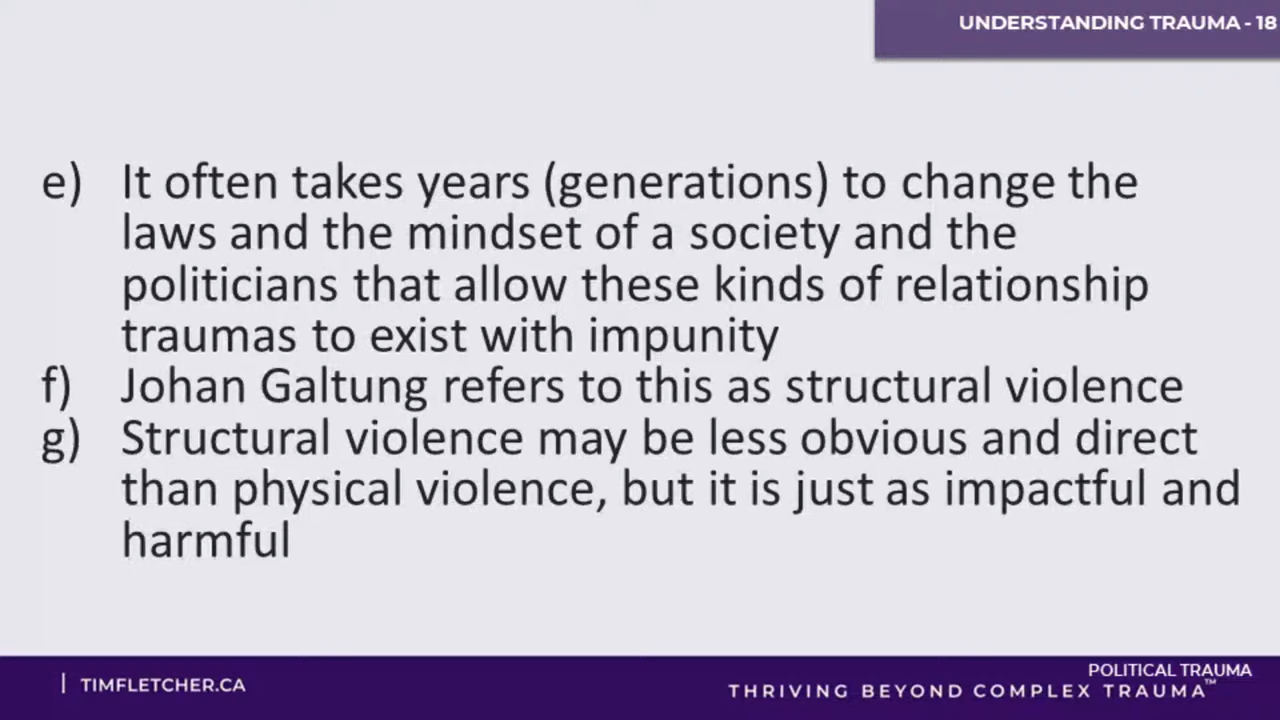 UNDERSTANDING TRAUMA - 18
e) It often takes years (generations) to change the
laws and the mindset of a society and the
politicians that allow these kinds of relationship
traumas to exist with impunity
f) Johan Galtung refers to this as structural violence
g) Structural violence may be less obvious and direct
than physical violence, but it is just as impactful and
harmful
| TIMFLETCHER.CA
POLITICAL TRAUMA
THRIVING BEYOND COMPLEX TRAUMA™